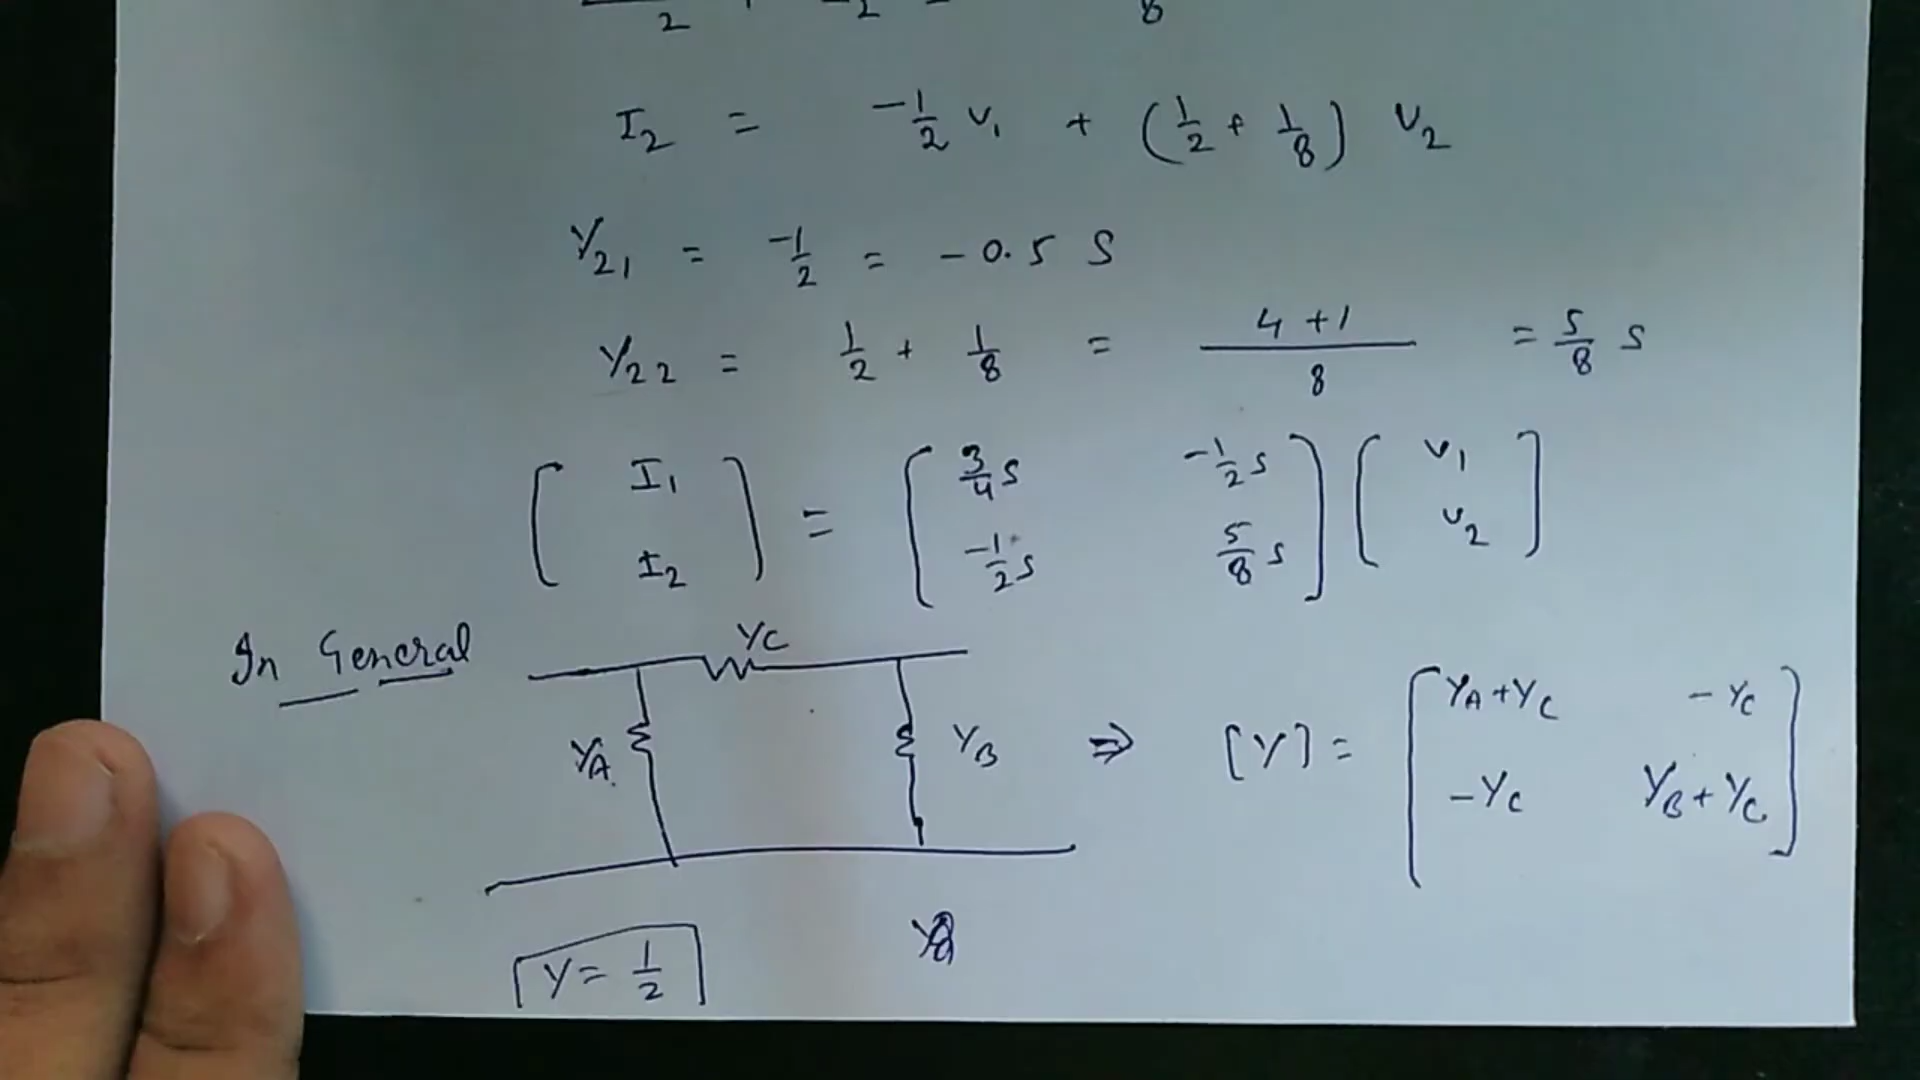 2 8
I2 = -1/2 v1 + (1/2 + 1/8) v2
Y21 = -1/2 = -0.5 S
Y22 = 1/2 + 1/8 = (4+1)/8 = 5/8 S
[I1 I2] = [3/4 S -1/2 S -1/2 S 5/8 S] [v1 v2]
In General
YC
YA YB ⇒ [Y] = [YA+YC -YC -YC YB+YC]
Y = 1/2